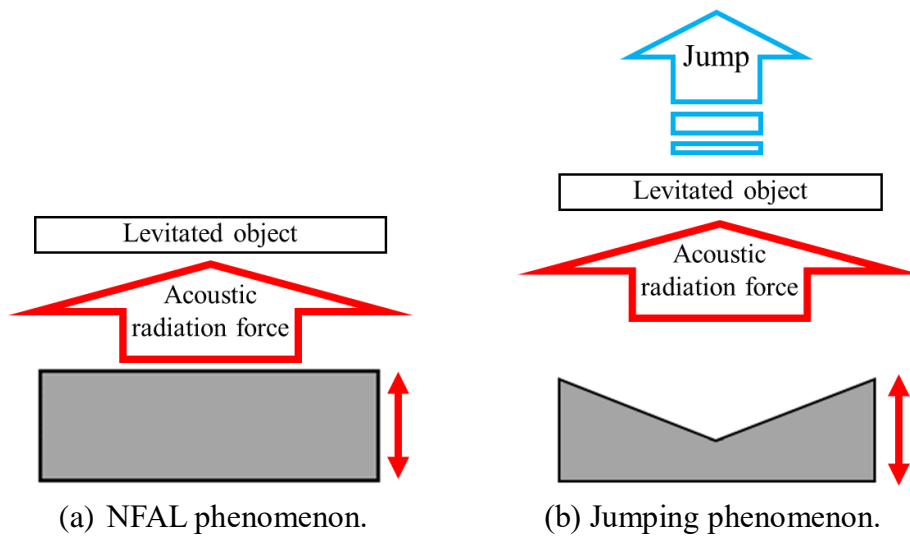 Levitated object
Acoustic
radiation force
(a) NFAL phenomenon.
Jump
Levitated object
Acoustic
radiation force
(b) Jumping phenomenon.